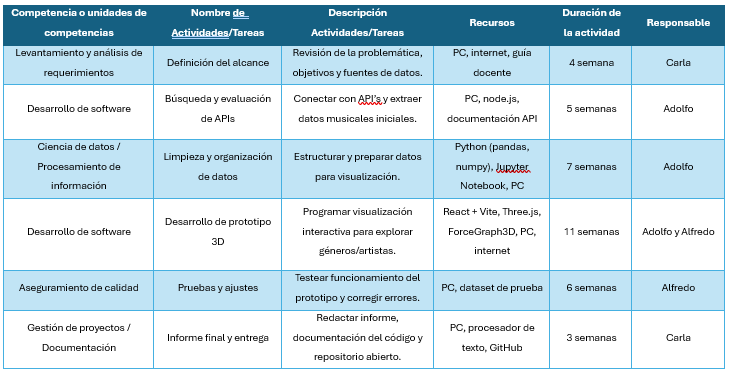 Competencia o unidades de
competencias
Nombre de
Actividades/Tareas
Descripción
Actividades/Tareas
Recursos
Duración de
la actividad
Responsable
Levantamiento y análisis de
requerimientos
Definición del alcance
Revisión de la problemática,
objetivos y fuentes de datos.
PC, internet, guía
docente
4 semana
Carla
Desarrollo de software
Búsqueda y evaluación
de APIs
Conectar con API's y extraer
datos musicales iniciales.
PC, node.js,
documentación API
5 semanas
Adolfo
Ciencia de datos /
Procesamiento de
información
Limpieza y organización
de datos
Estructurar y preparar datos
para visualización.
Python (pandas,
numpy), Jupyter
Notebook, PC
7 semanas
Adolfo
Desarrollo de software
Desarrollo de prototipo
3D
Programar visualización
interactiva para explorar
géneros/artistas.
React + Vite, Three.js,
ForceGraph3D, PC,
internet
11 semanas
Adolfo y Alfredo
Aseguramiento de calidad
Pruebas y ajustes
Testear funcionamiento del
prototipo y corregir errores.
PC, dataset de prueba
6 semanas
Alfredo
Gestión de proyectos /
Documentación
Informe final y entrega
Redactar informe,
documentación del código y
repositorio abierto.
PC, procesador de
texto, GitHub
3 semanas
Carla